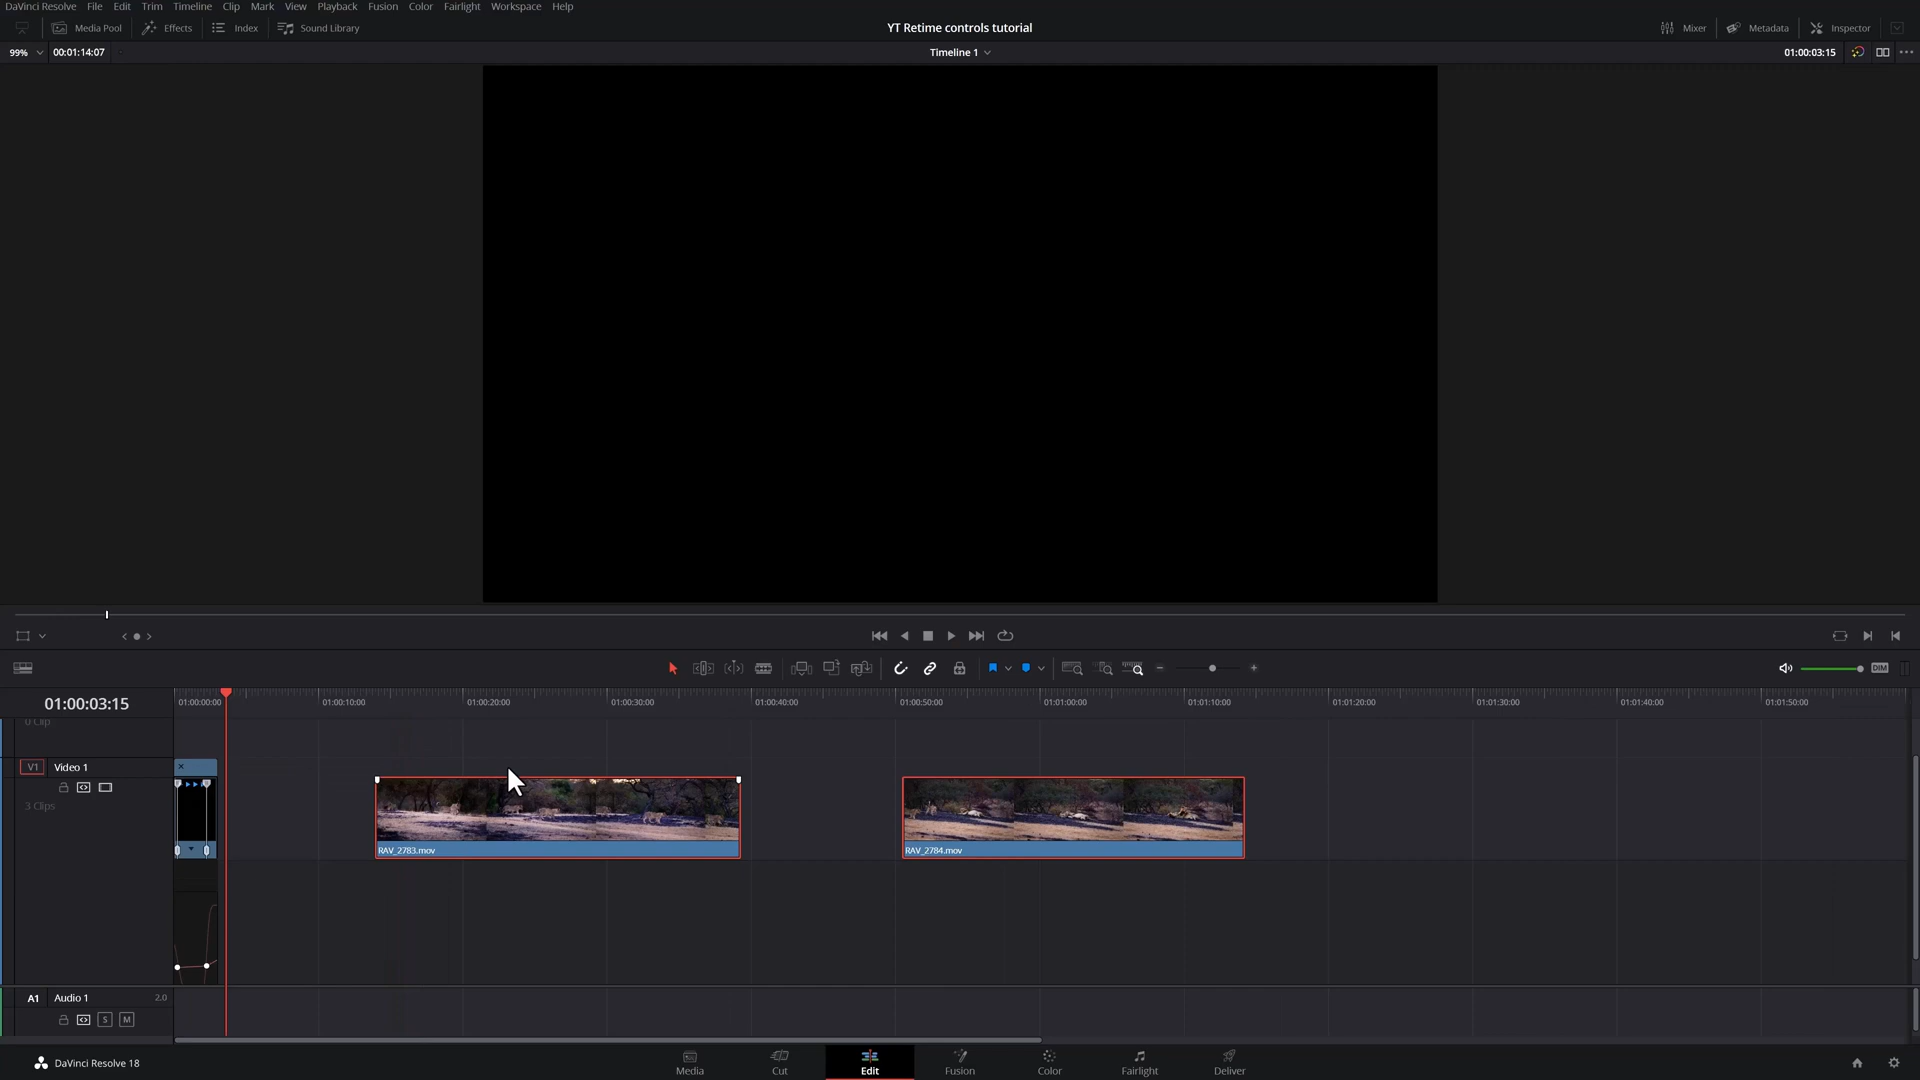 DaVinci Resolve File Edit Trim Timeline Clip Mark View Playback Fusion Color Fairlight Workspace Help
Media Pool Effects Index Sound Library YT Retime controls tutorial Mixer Metadata Inspector
99% 00:01:14:07 Timeline 1 01:00:03:15
DIM
01:00:03:15 01:00:00:00 01:00:10:00 01:00:20:00 01:00:30:00 01:00:40:00 01:00:50:00 01:01:00:00 01:01:10:00 01:01:20:00 01:01:30:00 01:01:40:00 01:01:50:00
0 Clip
V1 Video 1
3 Clips
RAV_2783.mov RAV_2784.mov
A1 Audio 1 2.0
S M
DaVinci Resolve 18 Media Cut Edit Fusion Color Fairlight Deliver